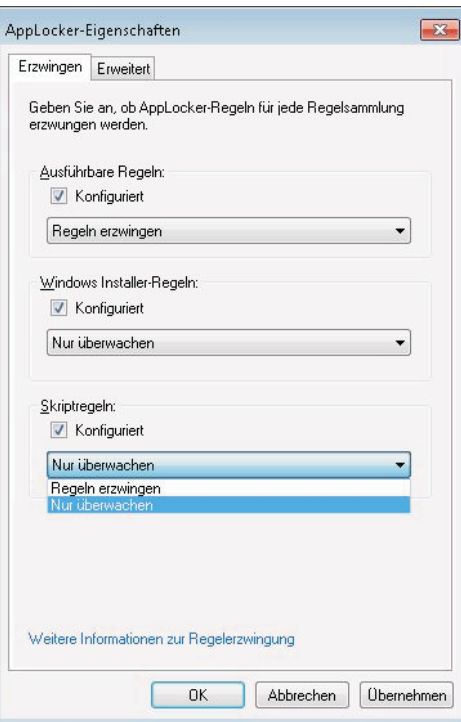 AppLocker-Eigenschaften
Erzwingen
Erweitert
Geben Sie an, ob AppLocker-Regeln für jede Regelsammlung
erzwungen werden.
Ausführbare Regeln:
Konfiguriert
Regeln erzwingen
Windows Installer-Regeln:
Konfiguriert
Nur überwachen
Skriptregeln:
Konfiguriert
Nur überwachen
Regeln erzwingen
Nur überwachen
Weitere Informationen zur Regelerzwingung
OK
Abbrechen
Übernehmen